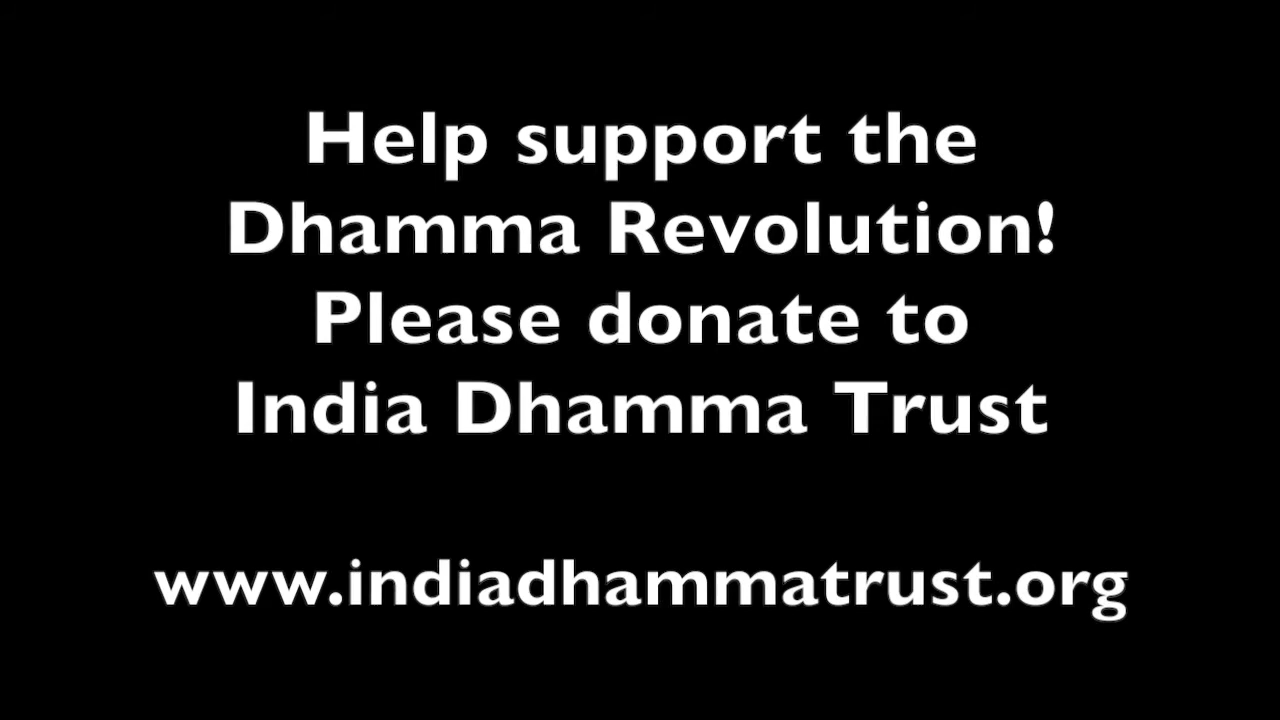 Help support the
Dhamma Revolution!
Please donate to
India Dhamma Trust
www.indiadhammatrust.org